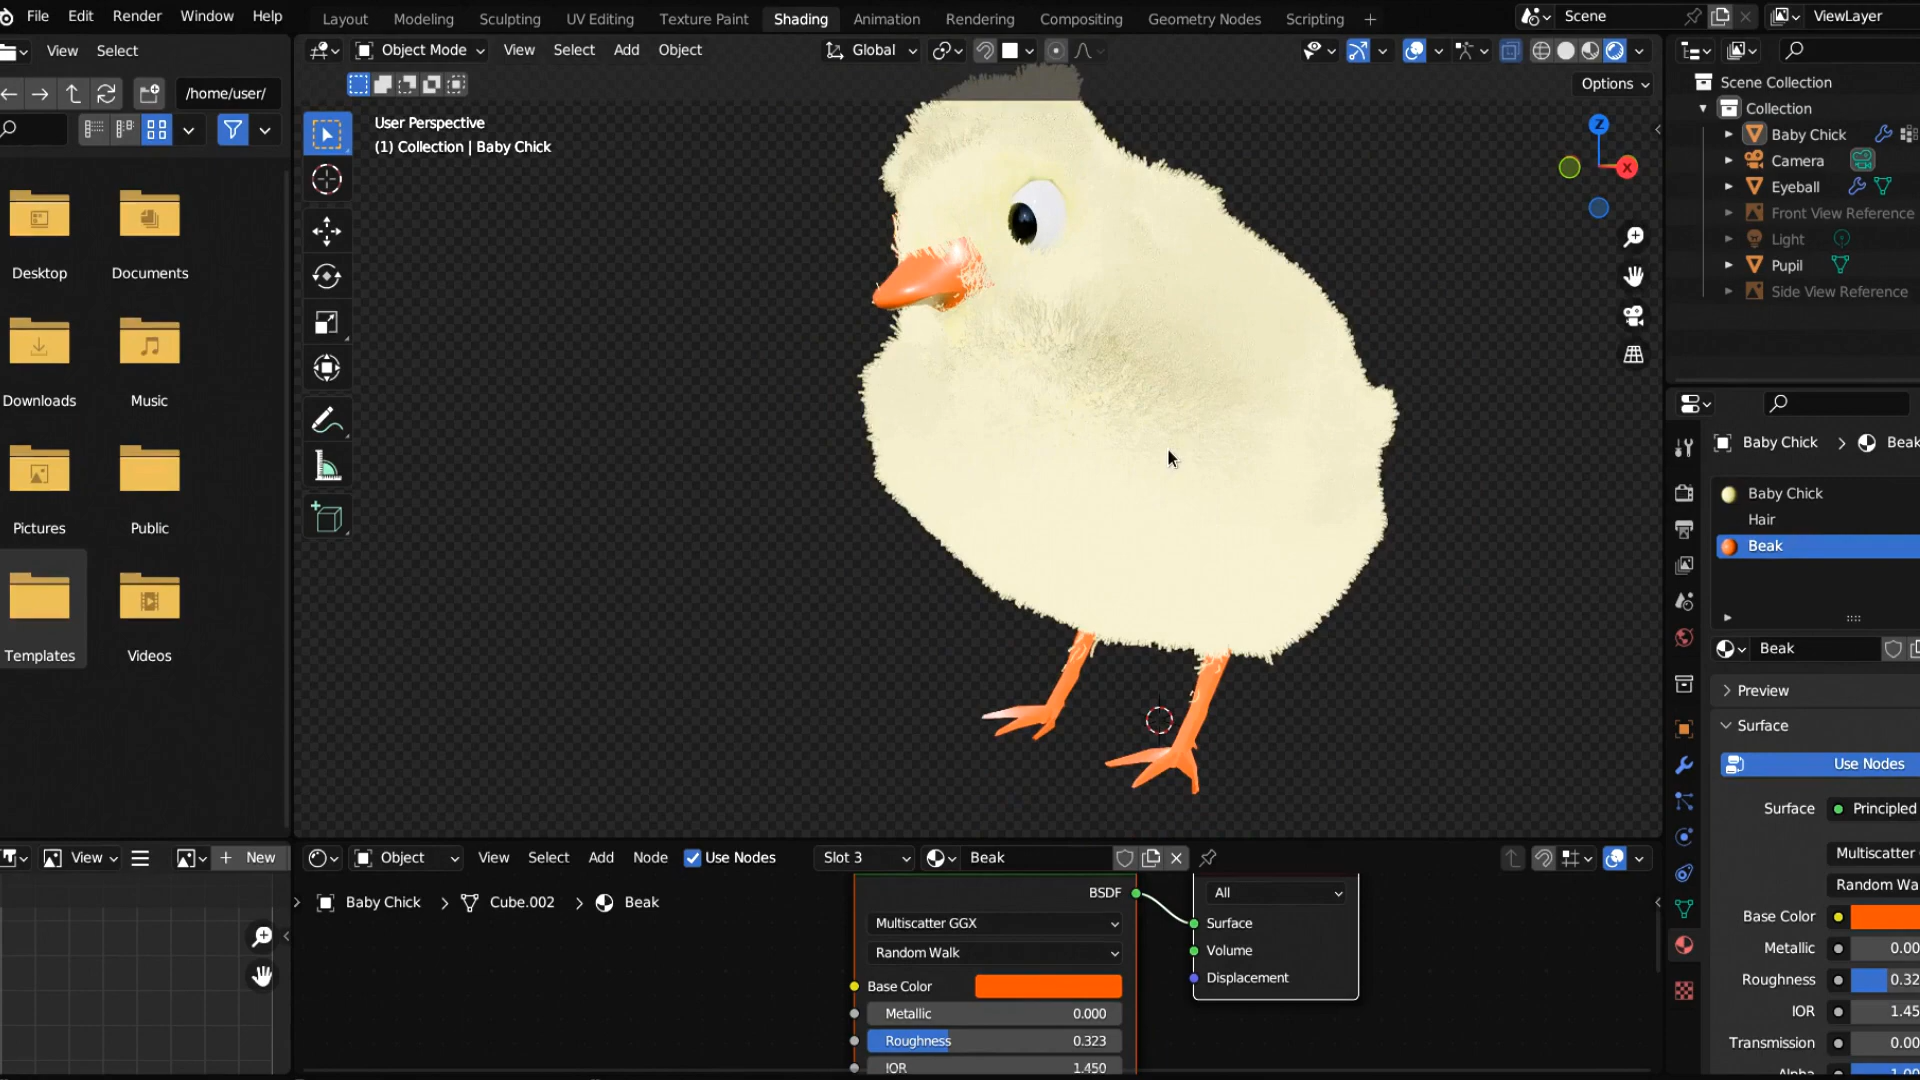 File Edit Render Window Help
Layout Modeling Sculpting UV Editing Texture Paint Shading Animation Rendering Compositing Geometry Nodes Scripting +
Scene
ViewLayer
View Select
Object Mode View Select Add Object
Global
Options
/home/user/
Desktop Documents
Downloads Music
Pictures Public
Templates Videos
User Perspective
(1) Collection | Baby Chick
Z
X
Scene Collection
Collection
Baby Chick
Camera
Eyeball
Front View Reference
Light
Pupil
Side View Reference
Baby Chick > Beak
Baby Chick
Hair
Beak
Beak
Preview
Surface
Use Nodes
Surface Principled
Multiscatter
Random Wa
Base Color
Metallic 0.00
Roughness 0.32
IOR 1.45
Transmission 0.00
Alpha 1.00
View + New
Object View Select Add Node Use Nodes Slot 3 Beak
Baby Chick > Cube.002 > Beak
BSDF
Multiscatter GGX
Random Walk
Base Color
Metallic 0.000
Roughness 0.323
IOR 1.450
All
Surface
Volume
Displacement